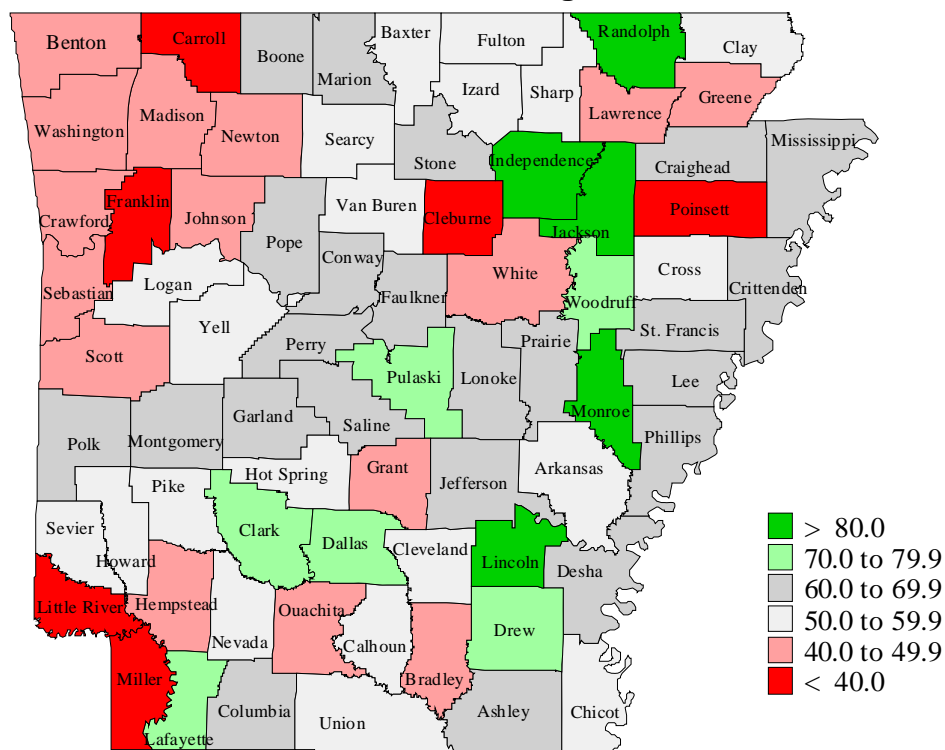 Benton
Carroll
Boone
Marion
Baxter
Fulton
Randolph
Clay
Izard
Sharp
Lawrence
Greene
Washington
Madison
Newton
Searcy
Stone
Independence
Craighead
Mississippi
Crawford
Franklin
Johnson
Pope
Van Buren
Cleburne
Jackson
Poinsett
Sebastian
Logan
Conway
Faulkner
White
Woodruff
Cross
Crittenden
Scott
Yell
Perry
Pulaski
Lonoke
Prairie
St. Francis
Lee
Monroe
Phillips
Polk
Montgomery
Garland
Saline
Hot Spring
Grant
Jefferson
Arkansas
Pike
Sevier
Howard
Clark
Dallas
Cleveland
Lincoln
Desha
Little River
Hempstead
Nevada
Ouachita
Calhoun
Bradley
Drew
Miller
Lafayette
Columbia
Union
Ashley
Chicot
> 80.0
70.0 to 79.9
60.0 to 69.9
50.0 to 59.9
40.0 to 49.9
< 40.0